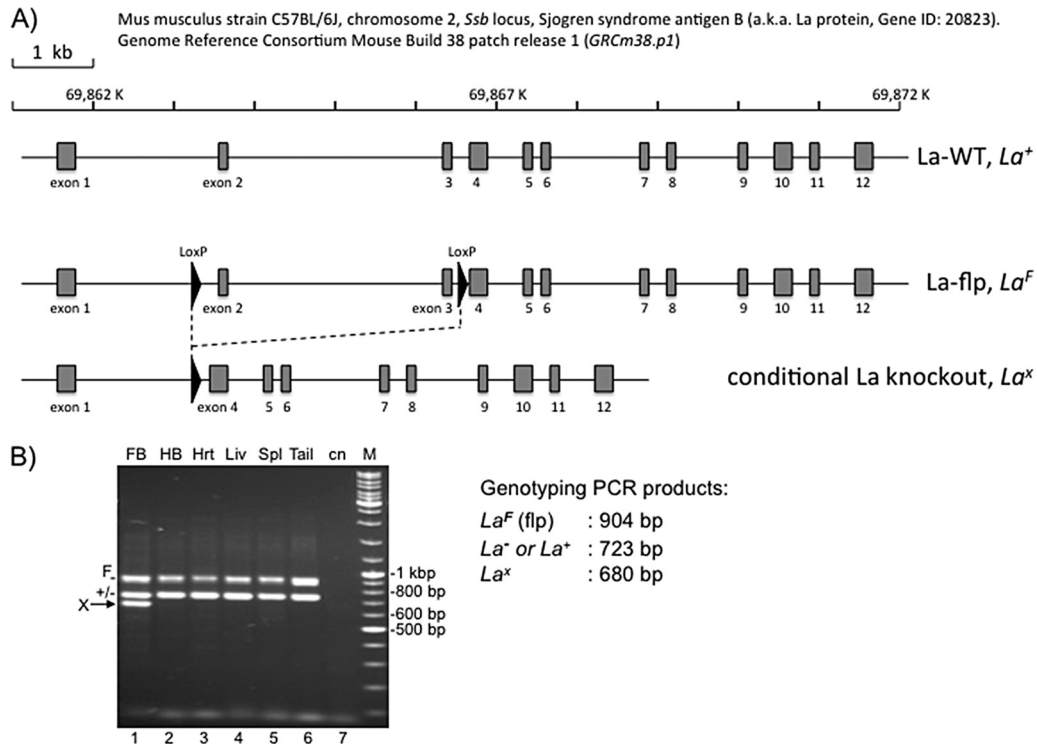 A)
Mus musculus strain C57BL/6J, chromosome 2, Ssb locus, Sjogren syndrome antigen B (a.k.a. La protein, Gene ID: 20823).
Genome Reference Consortium Mouse Build 38 patch release 1 (GRCm38.p1)
1 kb
69,862 K 69,867 K 69,872 K
La-WT, La+
exon 1 exon 2 3 4 5 6 7 8 9 10 11 12
LoxP LoxP
La-flp, LaF
exon 1 exon 2 exon 3 4 5 6 7 8 9 10 11 12
conditional La knockout, Lax
exon 1 exon 4 5 6 7 8 9 10 11 12
B)
FB HB Hrt Liv Spl Tail cn M
F-
+/-
X
-1 kbp
-800 bp
-600 bp
-500 bp
1 2 3 4 5 6 7
Genotyping PCR products:
LaF (flp) : 904 bp
La- or La+ : 723 bp
Lax : 680 bp